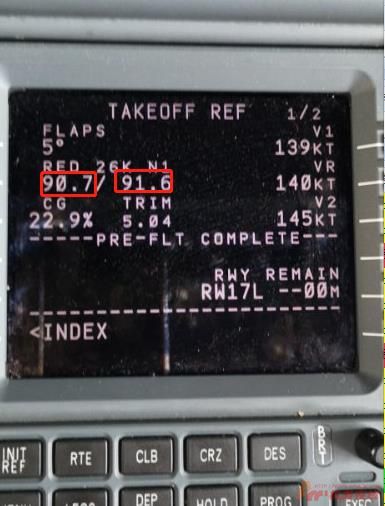 TAKEOFF REF 1/2
FLAPS V1
5° 139KT
RED 26K N1 VR
90.7/ 91.6 140KT
CG TRIM V2
22.9% 5.04 145KT
-----PRE-FLT COMPLETE---
RWY REMAIN
RW17L --00M
<INDEX
INIT
REF
RTE
CLB
CRZ
DES
BRT
DEP
HOLD
PROG
EXEC